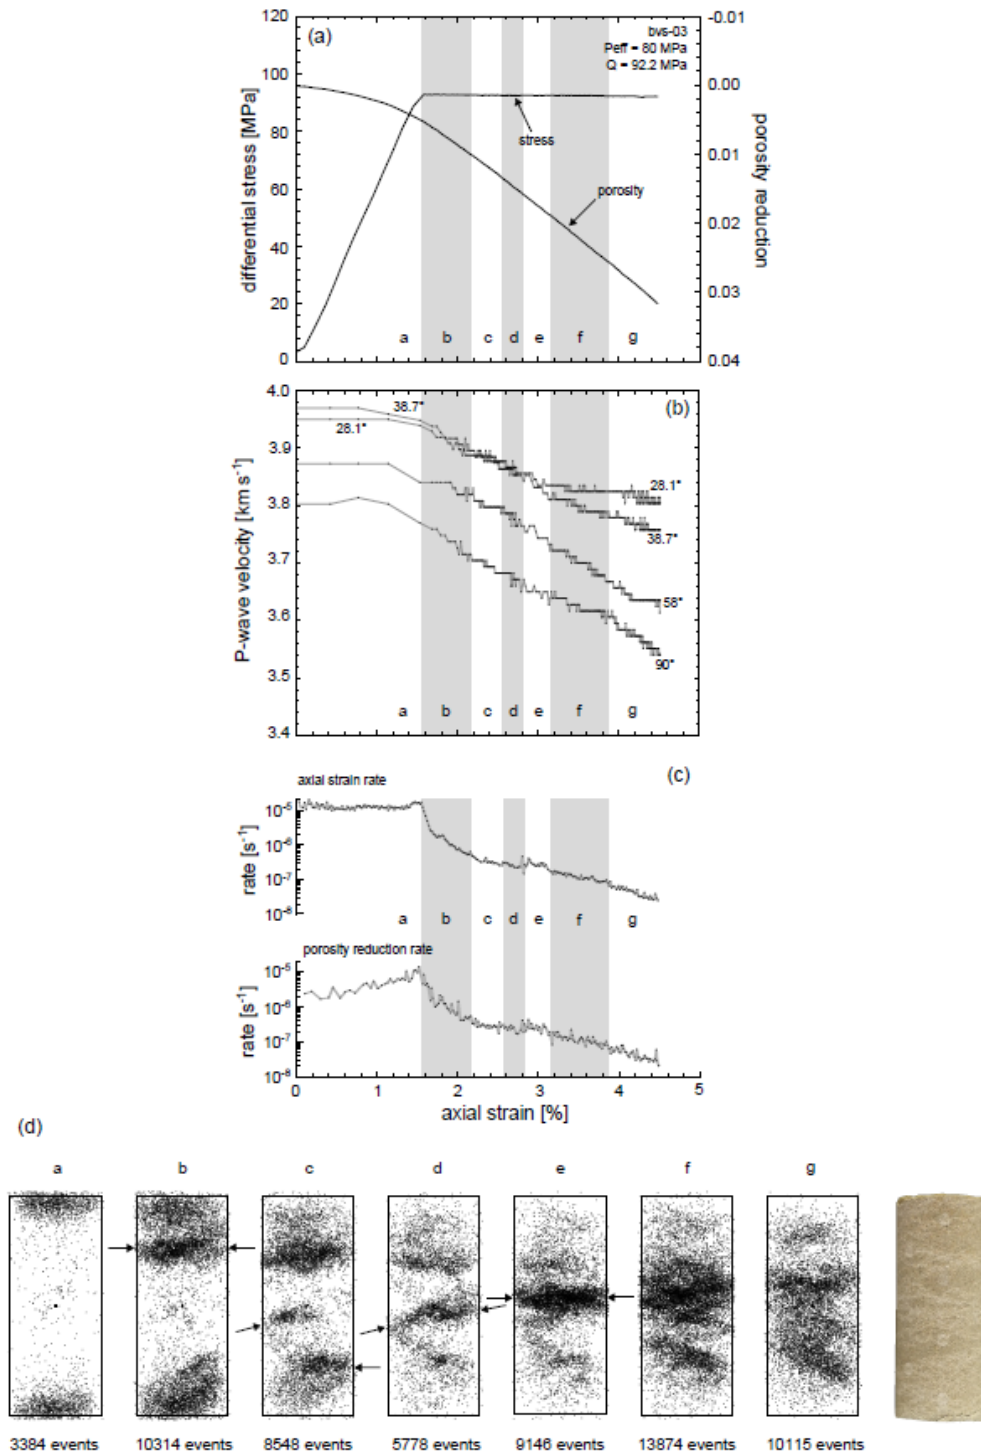 (a)
bvs-03
Peff = 80 MPa
Q = 92.2 MPa
differential stress [MPa]
120
100
80
60
40
20
0
porosity reduction
-0.01
0.00
0.01
0.02
0.03
0.04
stress
porosity
a b c d e f g
(b)
P-wave velocity [km s-1]
4.0
3.9
3.8
3.7
3.6
3.5
3.4
38.7°
28.1°
28.1°
38.7°
58°
90°
a b c d e f g
(c)
axial strain rate
rate [s-1]
10-5
10-6
10-7
10-8
a b c d e f g
porosity reduction rate
rate [s-1]
10-5
10-6
10-7
10-8
0 1 2 3 4 5
axial strain [%]
(d)
a b c d e f g
3384 events 10314 events 8548 events 5778 events 9146 events 13874 events 10115 events